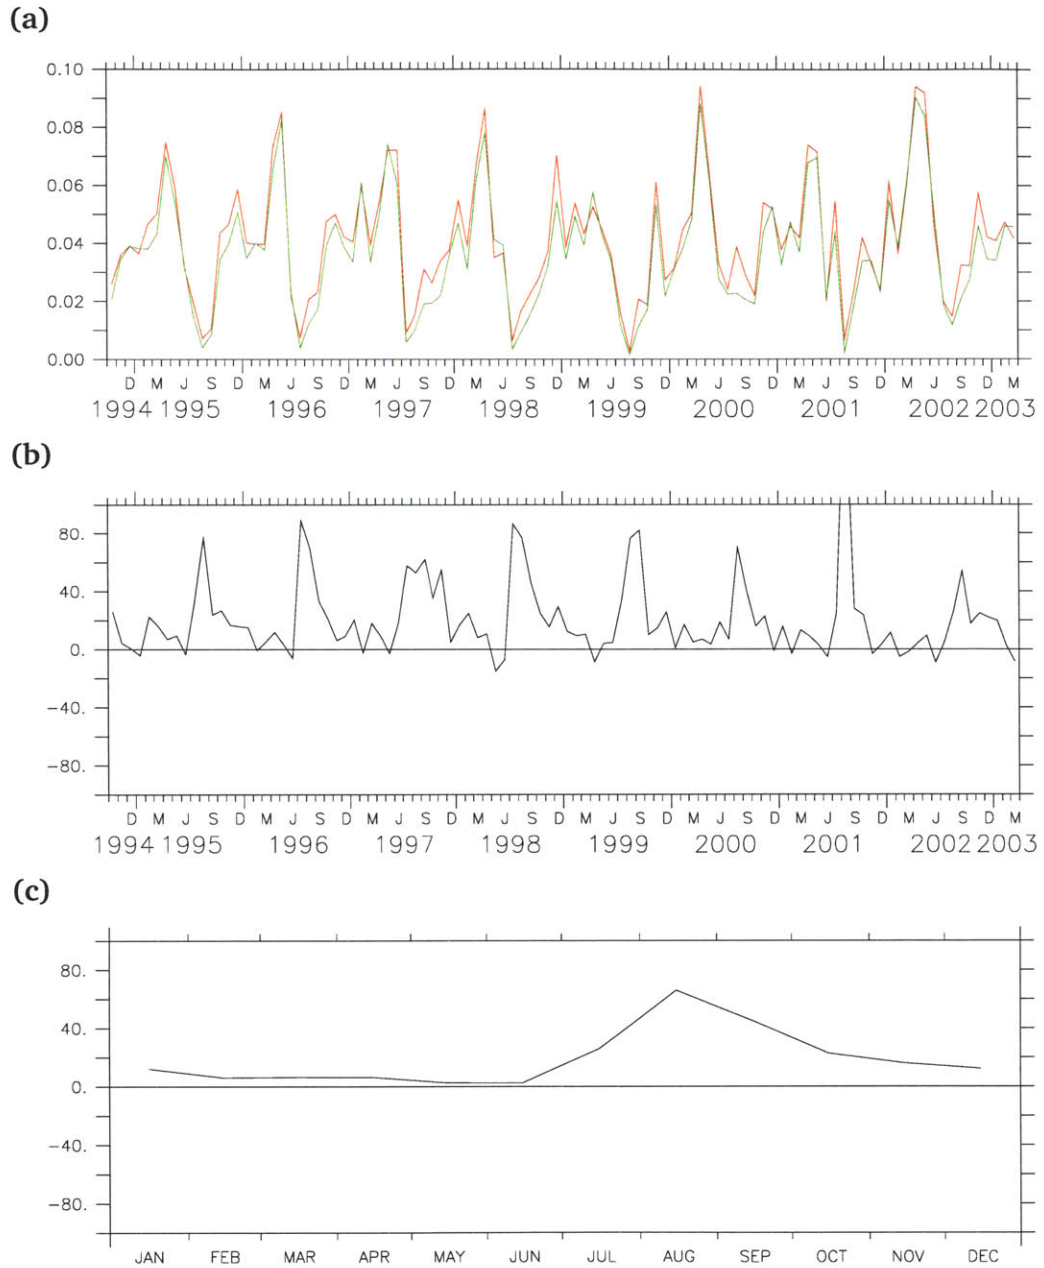 (a)
0.10
0.08
0.06
0.04
0.02
0.00
D M J S D M J S D M J S D M J S D M J S D M J S D M J S D M J S D M
1994 1995 1996 1997 1998 1999 2000 2001 2002 2003
(b)
80.
40.
0.
-40.
-80.
D M J S D M J S D M J S D M J S D M J S D M J S D M J S D M J S D M
1994 1995 1996 1997 1998 1999 2000 2001 2002 2003
(c)
80.
40.
0.
-40.
-80.
JAN FEB MAR APR MAY JUN JUL AUG SEP OCT NOV DEC